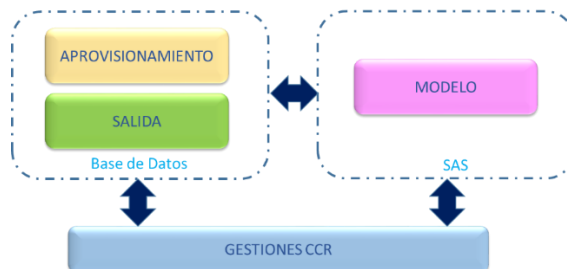 APROVISIONAMIENTO
SALIDA
Base de Datos
MODELO
SAS
GESTIONES CCR